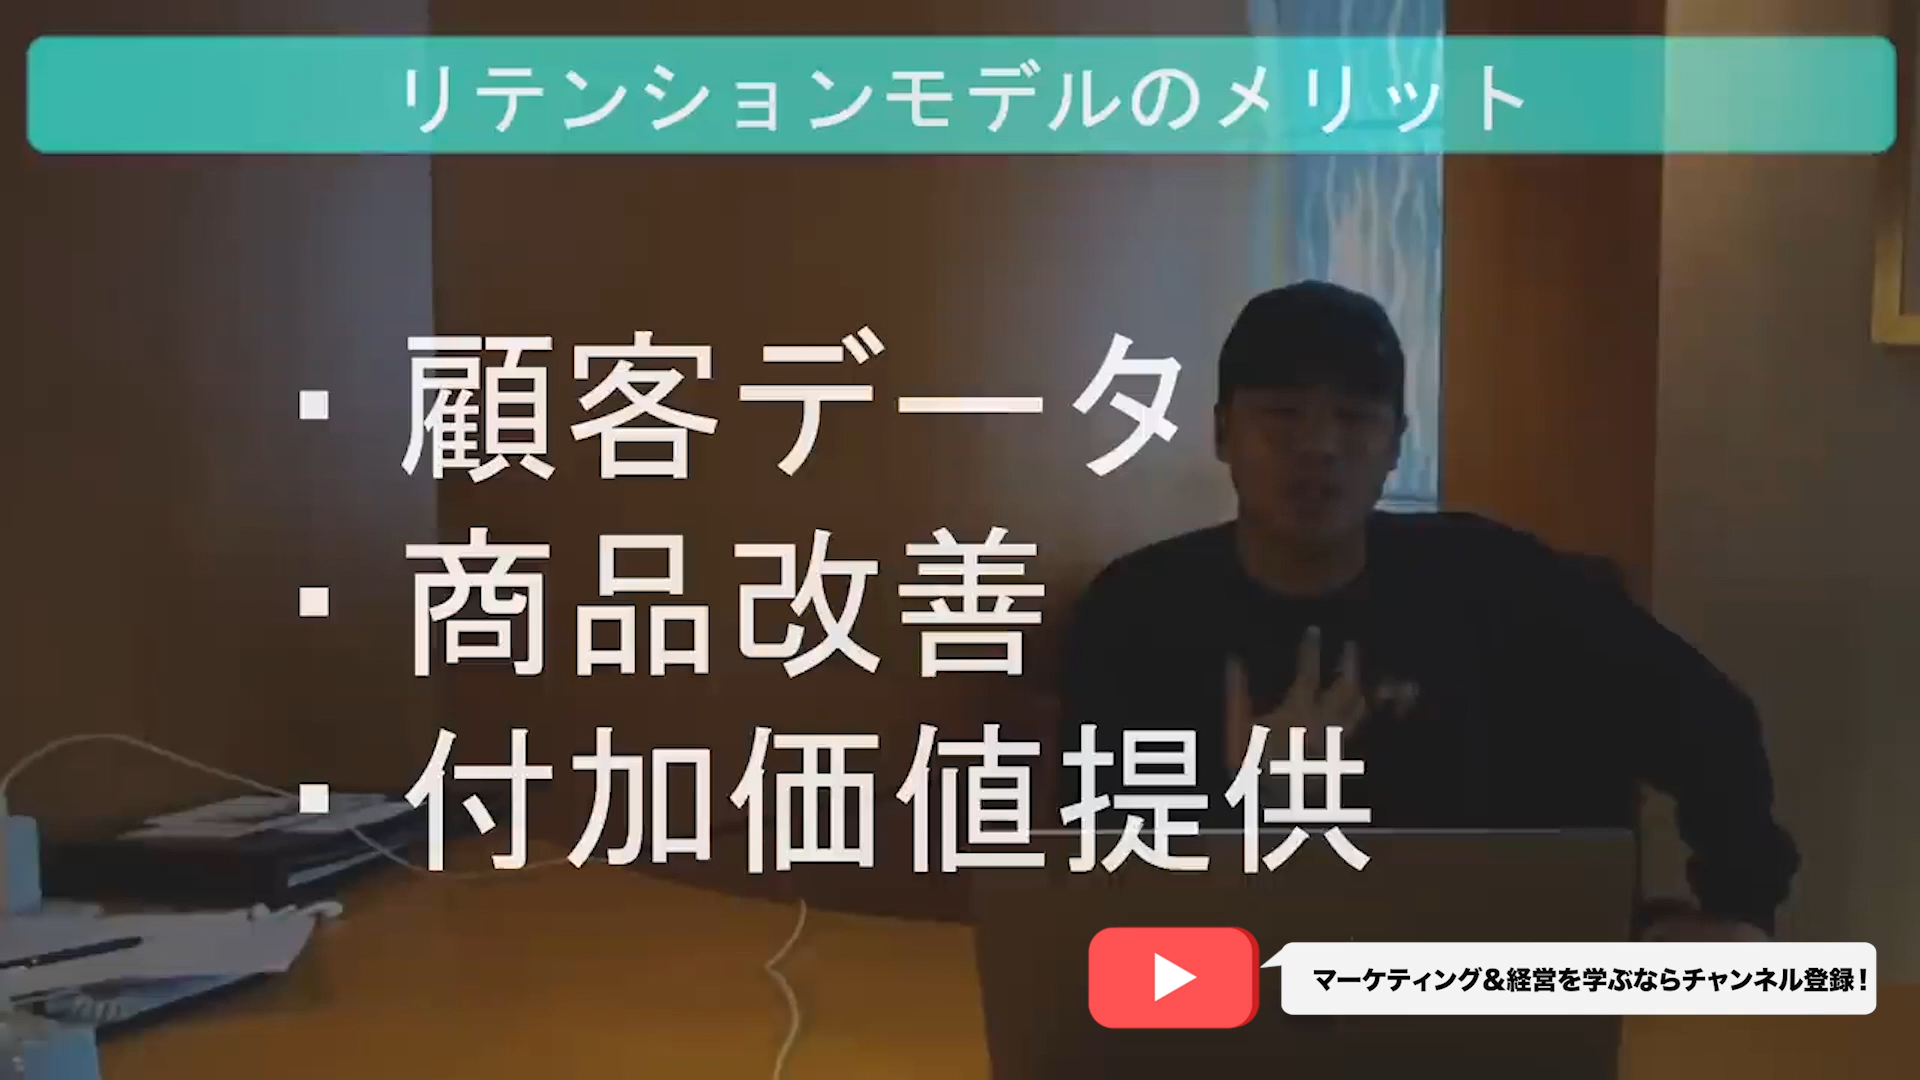 リテンションモデルのメリット
・顧客データ
・商品改善
・付加価値提供
マーケティング&経営を学ぶならチャンネル登録!